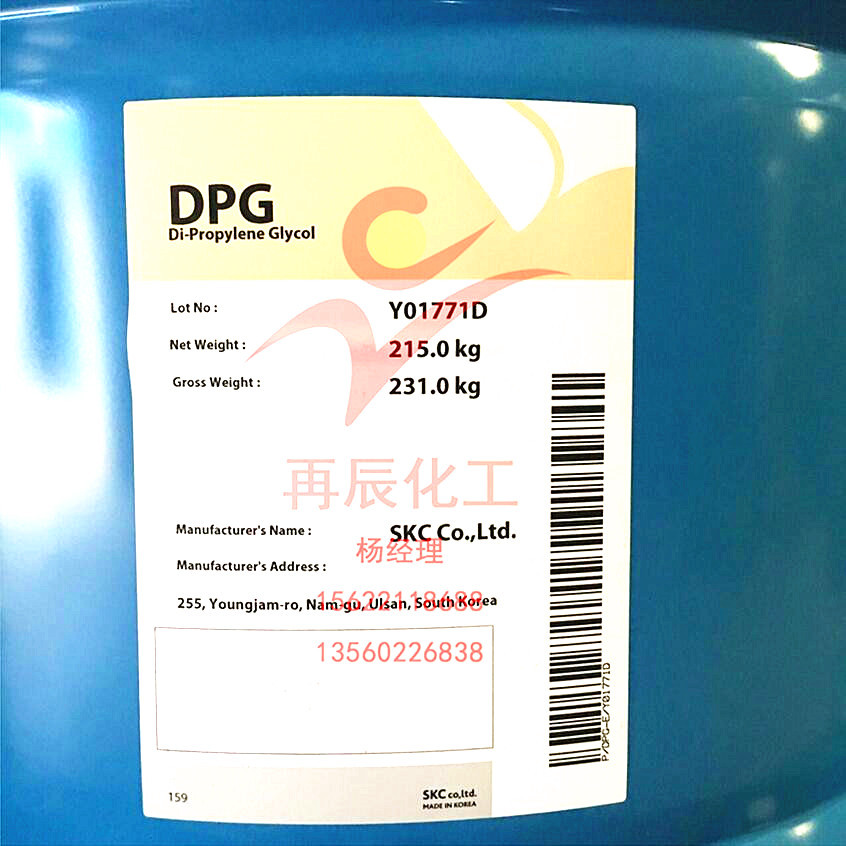 DPG
Di-Propylene Glycol
Lot No : Y01771D
Net Weight : 215.0 kg
Gross Weight : 231.0 kg
再辰化工
Manufacturer's Name : SKC Co.,Ltd.
杨经理
Manufacturer's Address :
15622118688
255, Youngjam-ro, Nam-gu, Ulsan, South Korea
13560226838
P/DPG-E/Y01771D
159
SKC co,ltd.
MADE IN KOREA